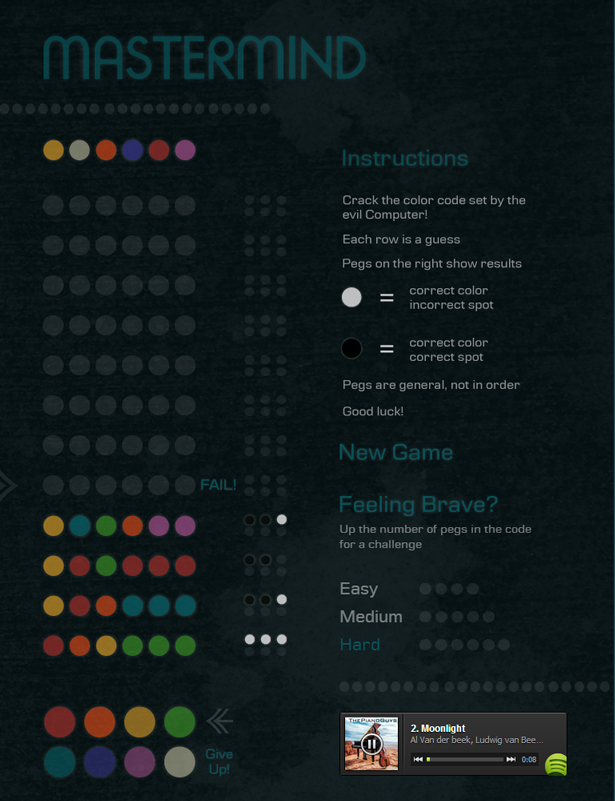 MASTERMIND
Instructions
Crack the color code set by the
evil Computer!
Each row is a guess
Pegs on the right show results
= correct color
incorrect spot
= correct color
correct spot
Pegs are general, not in order
Good luck!
New Game
FAIL!
Feeling Brave?
Up the number of pegs in the code
for a challenge
Easy
Medium
Hard
Give
Up!
THEPIANOGUYS
2. Moonlight
Al Van der beek, Ludwig van Bee...
0:08